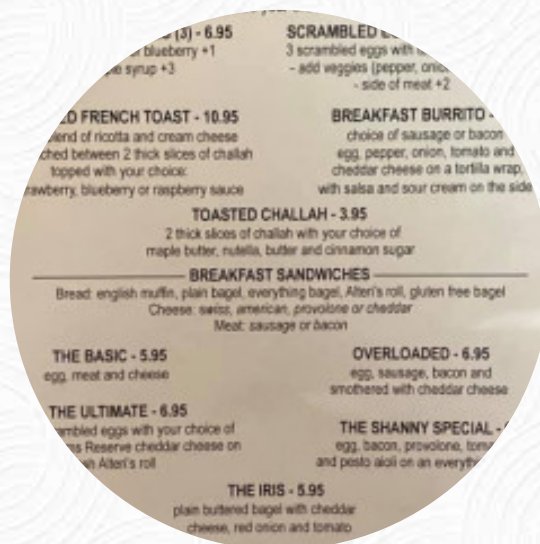 (3) - 6.95
blueberry +1
syrup +3
SCRAMBLED
3 scrambled eggs with
- add veggies (pepper,
- side of meat +2
FRENCH TOAST - 10.95
of ricotta and cream cheese
between 2 thick slices of challah
topped with your choice:
blueberry or raspberry sauce
BREAKFAST BURRITO -
choice of sausage or bacon
egg, pepper, onion, tomato and
cheddar cheese on a tortilla wrap,
with salsa and sour cream on the side
TOASTED CHALLAH - 3.95
2 thick slices of challah with your choice of
maple butter, nutella, butter and cinnamon sugar
BREAKFAST SANDWICHES
Bread: english muffin, plain bagel, everything bagel, Alteri's roll, gluten free bagel
Cheese: swiss, american, provolone or cheddar
Meat: sausage or bacon
THE BASIC - 5.95
egg, meat and cheese
OVERLOADED - 6.95
egg, sausage, bacon and
smothered with cheddar cheese
THE ULTIMATE - 6.95
eggs with your choice of
Reserve cheddar cheese on
Alteri's roll
THE SHANNY SPECIAL -
egg, bacon, provolone,
and pesto aioli on an
THE IRIS - 5.95
plain buttered bagel with cheddar
cheese, red onion and tomato